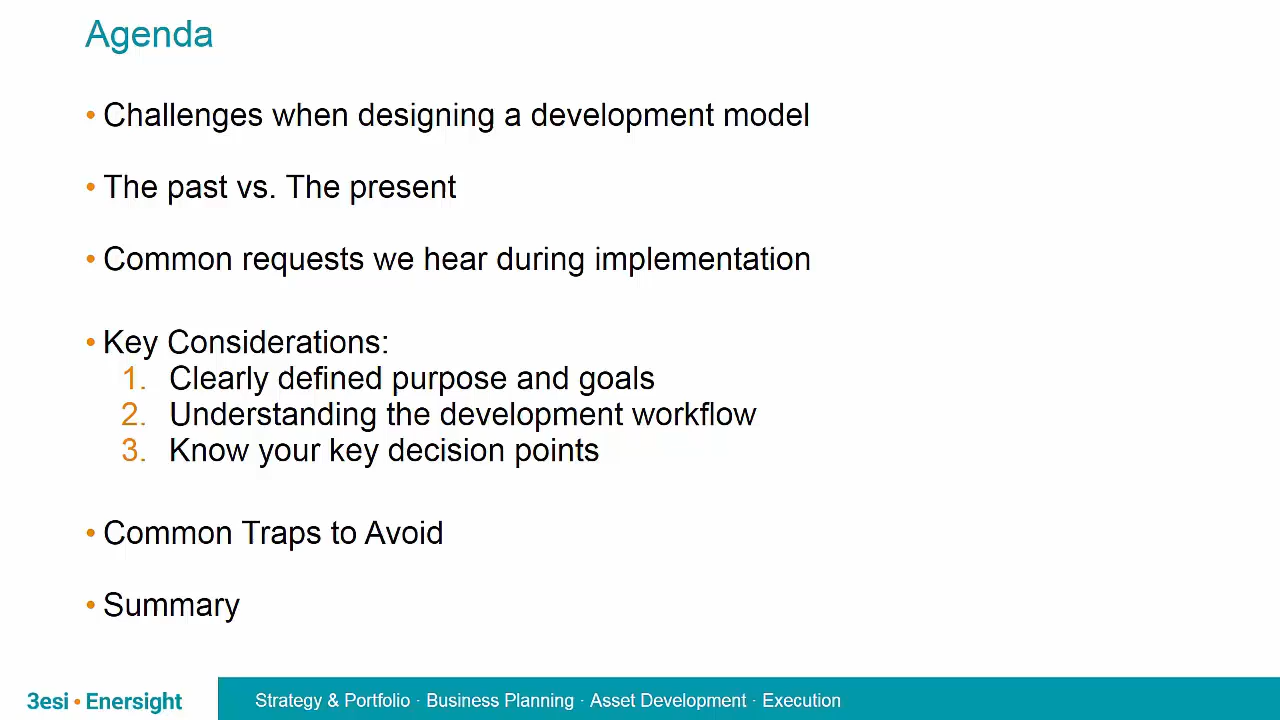 Agenda
• Challenges when designing a development model
• The past vs. The present
• Common requests we hear during implementation
• Key Considerations:
1. Clearly defined purpose and goals
2. Understanding the development workflow
3. Know your key decision points
• Common Traps to Avoid
• Summary
3esi • Enersight
Strategy & Portfolio · Business Planning · Asset Development · Execution